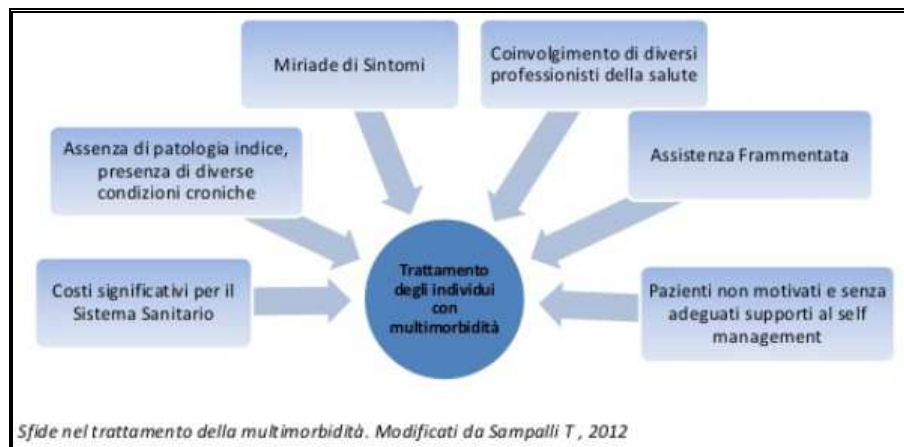 Miriade di Sintomi
Coinvolgimento di diversi
professionisti della salute
Assenza di patologia indice,
presenza di diverse
condizioni croniche
Assistenza Frammentata
Costi significativi per il
Sistema Sanitario
Trattamento
degli individui
con
multimorbidità
Pazienti non motivati e senza
adeguati supporti al self
management
Sfide nel trattamento della multimorbidità. Modificati da Sampalli T , 2012